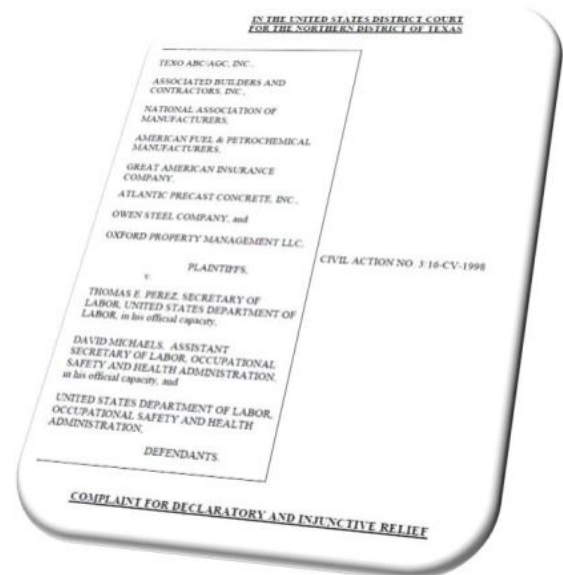 IN THE UNITED STATES DISTRICT COURT
FOR THE NORTHERN DISTRICT OF TEXAS
TEXO ABC/AGC, INC.,
ASSOCIATED BUILDERS AND
CONTRACTORS, INC.,
NATIONAL ASSOCIATION OF
MANUFACTURERS,
AMERICAN FUEL & PETROCHEMICAL
MANUFACTURERS,
GREAT AMERICAN INSURANCE
COMPANY,
ATLANTIC PRECAST CONCRETE, INC.,
OWEN STEEL COMPANY, and
OXFORD PROPERTY MANAGEMENT LLC,
PLAINTIFFS,
v.
THOMAS E. PEREZ, SECRETARY OF
LABOR, UNITED STATES DEPARTMENT OF
LABOR, in his official capacity,
DAVID MICHAELS, ASSISTANT
SECRETARY OF LABOR, OCCUPATIONAL
SAFETY AND HEALTH ADMINISTRATION,
in his official capacity, and
UNITED STATES DEPARTMENT OF LABOR,
OCCUPATIONAL SAFETY AND HEALTH
ADMINISTRATION,
DEFENDANTS.
CIVIL ACTION NO. 3:16-CV-1998
COMPLAINT FOR DECLARATORY AND INJUNCTIVE RELIEF